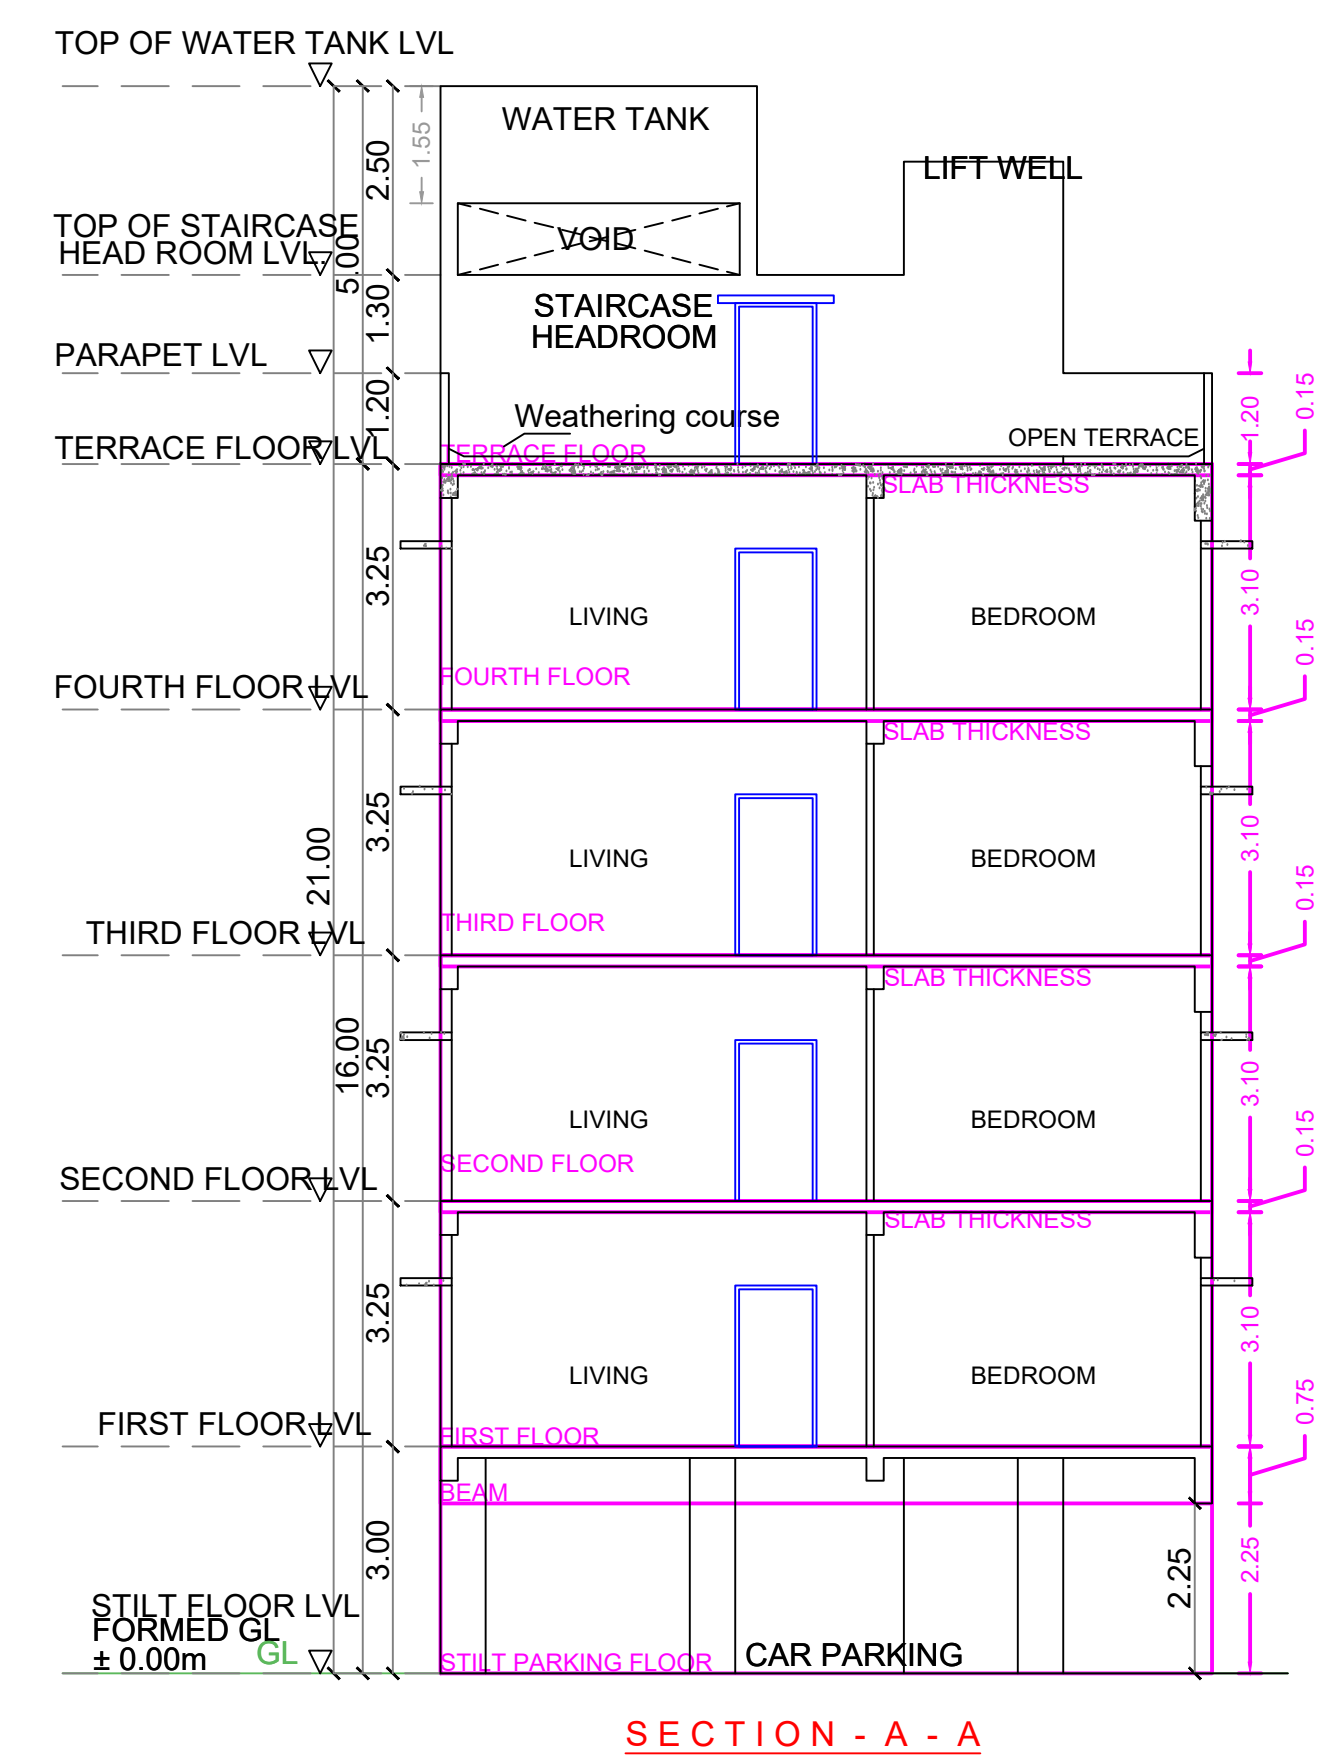 TOP OF WATER TANK LVL
WATER TANK
1.55
2.50
LIFT WELL
TOP OF STAIRCASE
HEAD ROOM LVL.
VOID
5.00
1.30
STAIRCASE
HEADROOM
PARAPET LVL
1.20
Weathering course
1.20
0.15
TERRACE FLOOR LVL
TERRACE FLOOR
OPEN TERRACE
SLAB THICKNESS
3.25
LIVING
BEDROOM
3.10
0.15
FOURTH FLOOR LVL
FOURTH FLOOR
SLAB THICKNESS
3.25
21.00
LIVING
BEDROOM
3.10
0.15
THIRD FLOOR LVL
THIRD FLOOR
SLAB THICKNESS
16.00
3.25
LIVING
BEDROOM
3.10
0.15
SECOND FLOOR LVL
SECOND FLOOR
SLAB THICKNESS
3.25
LIVING
BEDROOM
3.10
0.75
FIRST FLOOR LVL
FIRST FLOOR
BEAM
3.00
2.25
2.25
STILT FLOOR LVL
FORMED GL
± 0.00m
GL
STILT PARKING FLOOR
CAR PARKING
SECTION - A - A